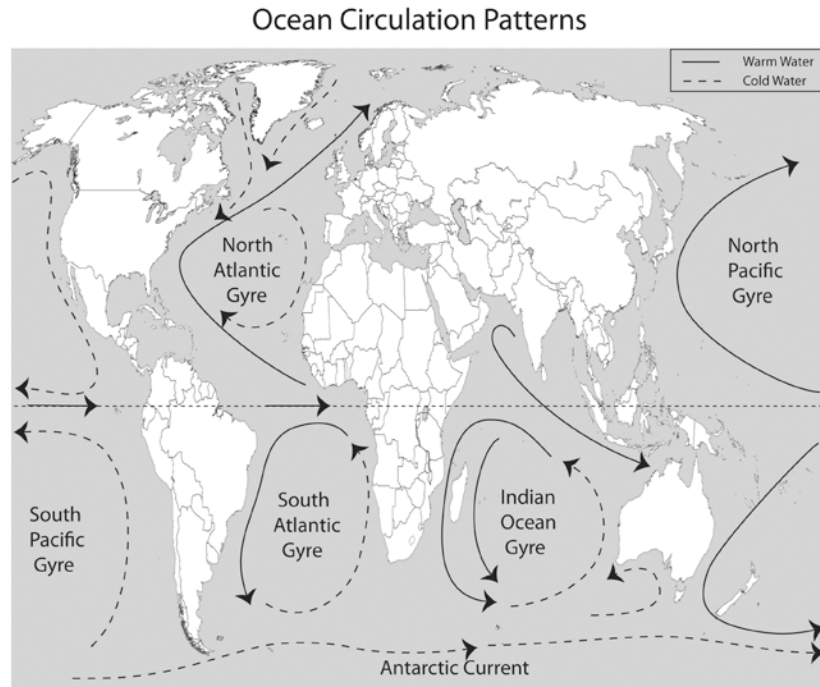 Ocean Circulation Patterns
Warm Water
Cold Water
North
Atlantic
Gyre
North
Pacific
Gyre
South
Pacific
Gyre
South
Atlantic
Gyre
Indian
Ocean
Gyre
Antarctic Current